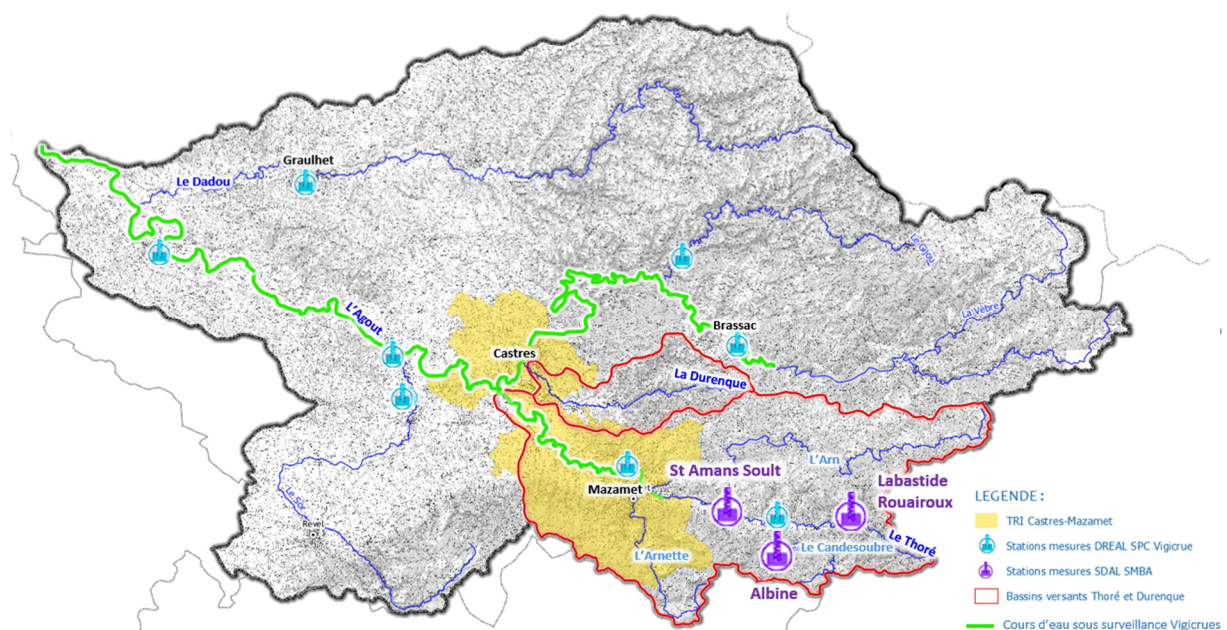 Graulhet
Le Dadou
Le Gijou
La Vèbre
L'Agout
Brassac
Castres
La Durenque
L'Arn
St Amans Soult
Labastide
Rouairoux
Mazamet
Le Sor
Revel
Le Thoré
Le Candesoubre
L'Arnette
Albine
LEGENDE :
TRI Castres-Mazamet
Stations mesures DREAL SPC Vigicrue
Stations mesures SDAL SMBA
Bassins versants Thoré et Durenque
Cours d'eau sous surveillance Vigicrues